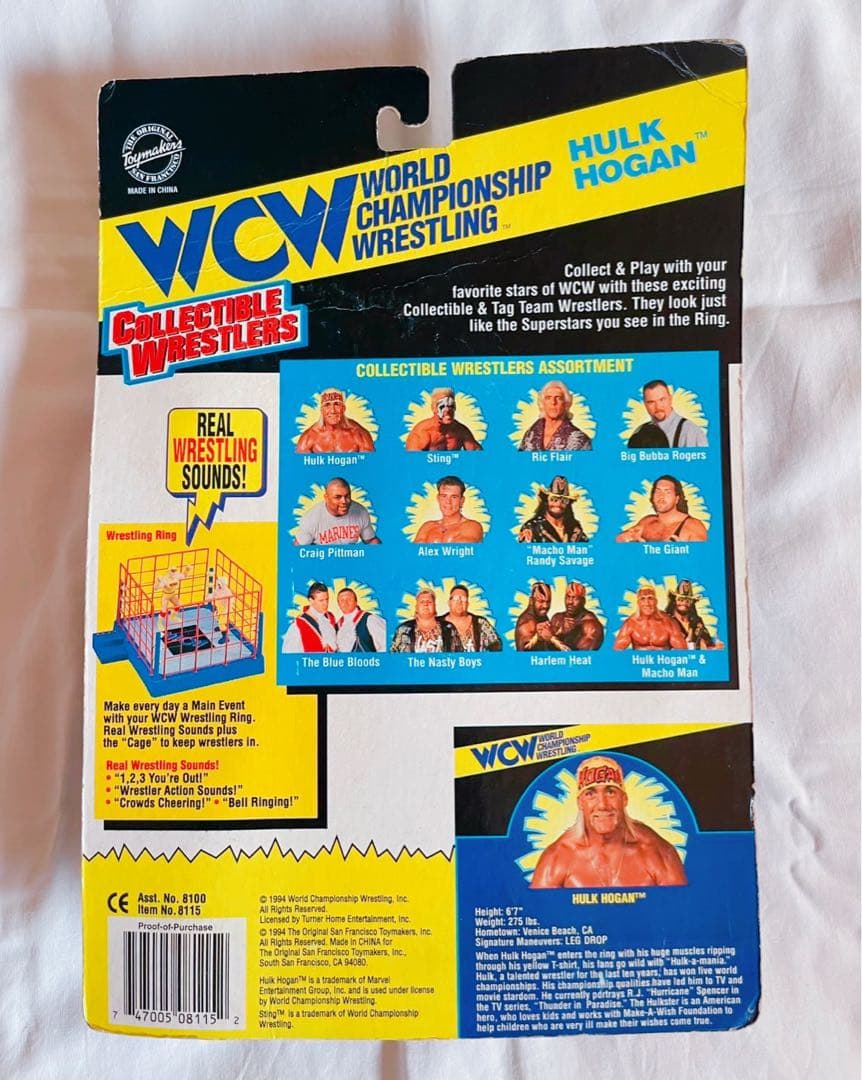 THE ORIGINAL
Toymakers
SAN FRANCISCO
MADE IN CHINA
WCW WORLD
CHAMPIONSHIP
WRESTLING™
HULK
HOGAN™
Collect & Play with your
favorite stars of WCW with these exciting
Collectible & Tag Team Wrestlers. They look just
like the Superstars you see in the Ring.
COLLECTIBLE
WRESTLERS
COLLECTIBLE WRESTLERS ASSORTMENT
Hulk Hogan™
Sting™
Ric Flair
Big Bubba Rogers
MARINES
Craig Pittman
Alex Wright
"Macho Man"
Randy Savage
The Giant
The Blue Bloods
The Nasty Boys
Harlem Heat
Hulk Hogan™ &
Macho Man
REAL
WRESTLING
SOUNDS!
Wrestling Ring
Make every day a Main Event
with your WCW Wrestling Ring.
Real Wrestling Sounds plus
the "Cage" to keep wrestlers in.
Real Wrestling Sounds!
• "1,2,3 You're Out!"
• "Wrestler Action Sounds!"
• "Crowds Cheering!" • "Bell Ringing!"
WCW WORLD
CHAMPIONSHIP
WRESTLING
HULK HOGAN™
Height: 6'7"
Weight: 275 lbs.
Hometown: Venice Beach, CA
Signature Maneuvers: LEG DROP
When Hulk Hogan™ enters the ring with his huge muscles ripping
through his yellow T-shirt, his fans go wild with "Hulk-a-mania."
Hulk, a talented wrestler for the last ten years, has won five world
championships. His championship qualities have led him to TV and
movie stardom. He currently portrays R.J. "Hurricane" Spencer in
the TV series, "Thunder in Paradise." The Hulkster is an American
hero, who loves kids and works with Make-A-Wish Foundation to
help children who are very ill make their wishes come true.
CE Asst. No. 8100
Item No. 8115
Proof-of-Purchase
7 47005 08115 2
© 1994 World Championship Wrestling, Inc.
All Rights Reserved.
Licensed by Turner Home Entertainment, Inc.
© 1994 The Original San Francisco Toymakers, Inc.
All Rights Reserved. Made In CHINA for
The Original San Francisco Toymakers, Inc.,
South San Francisco, CA 94080.
Hulk Hogan™ is a trademark of Marvel
Entertainment Group, Inc. and is used under license
by World Championship Wrestling.
Sting™ is a trademark of World Championship
Wrestling.